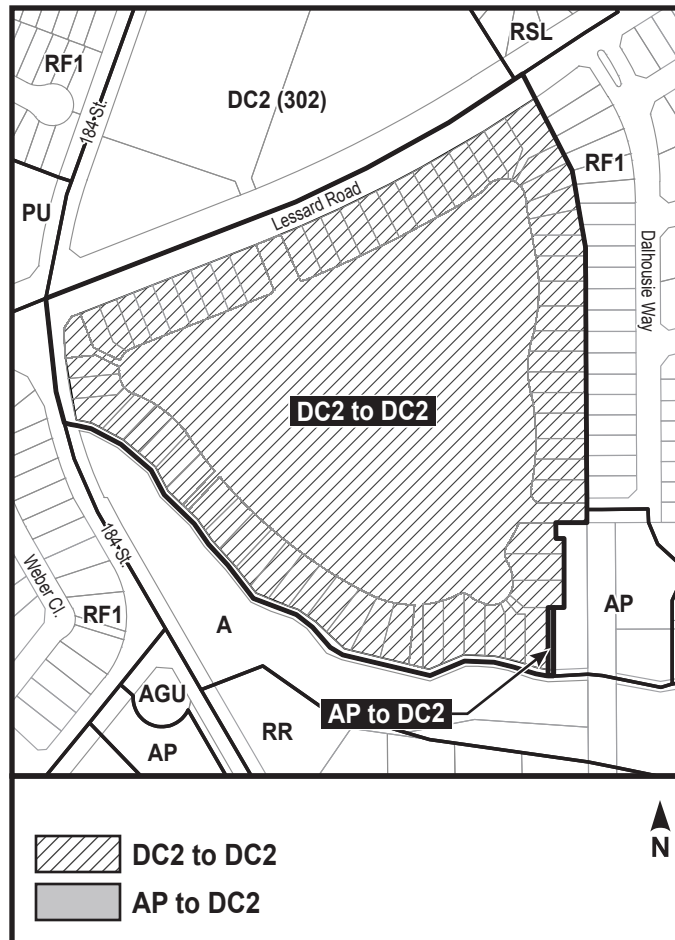 RSL
RF1
184 St.
DC2 (302)
RF1
PU
Lessard Road
Dalhousie Way
DC2 to DC2
184 St.
Weber Cl.
RF1
A
AP
AGU
AP to DC2
RR
AP
N
DC2 to DC2
AP to DC2